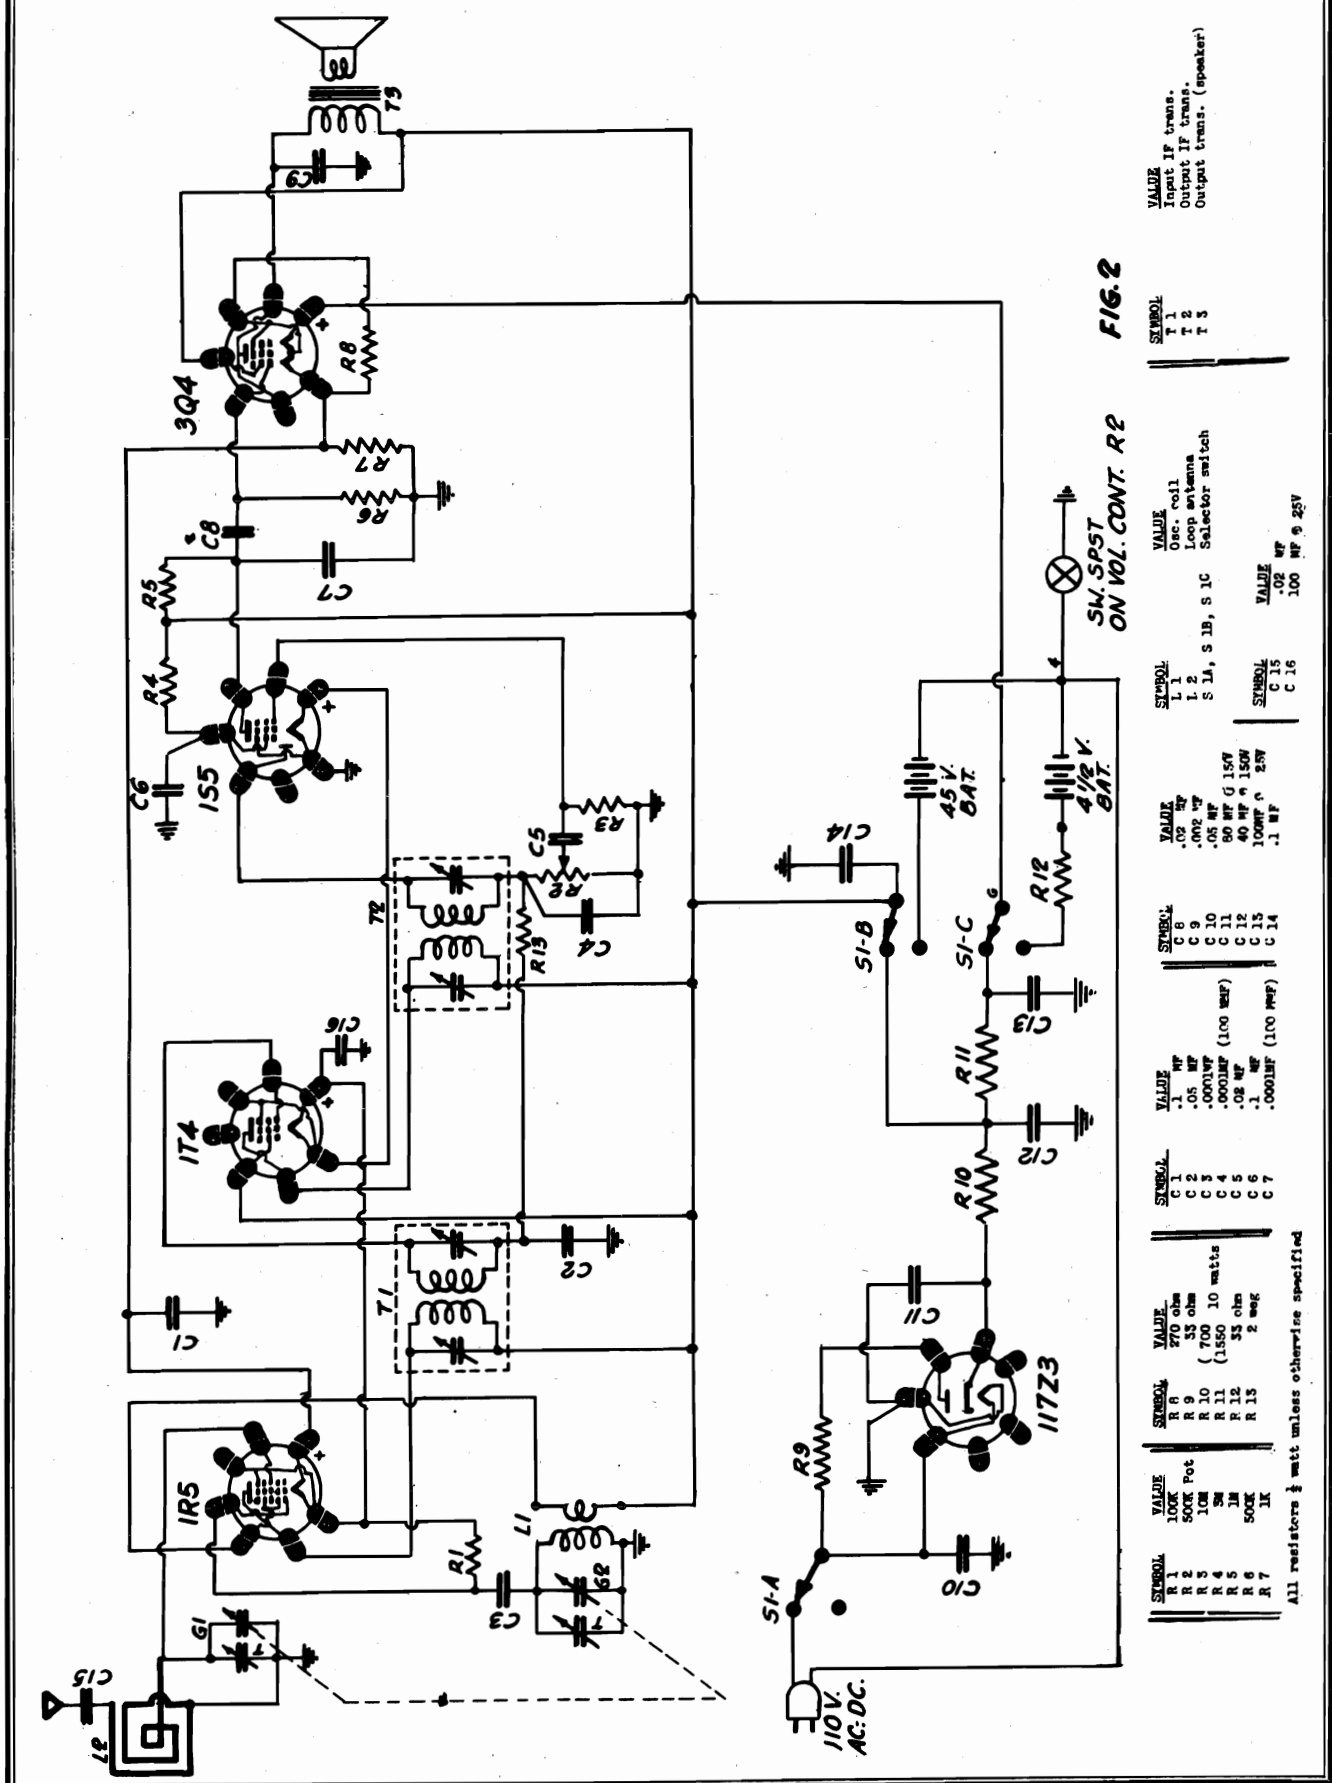 L2
C15
G1
T
1R5
C1
1T4
C16
1S5
C6
R4
R5
C8
3Q4
C9
T3
R1
C3
L1
G2
T
T1
C2
T2
R13
C4
R2
C5
R3
C7
R6
R7
R8
110 V.
AC-DC.
S1-A
R9
C10
117Z3
C11
R10
C12
R11
C13
S1-B
S1-C
G
C14
R12
45 V.
BAT.
4 1/2 V.
BAT.
4
SW. SPST
ON VOL. CONT. R2
FIG. 2
SYMBOL VALUE
R 1 100K
R 2 500K Pot
R 3 10M
R 4 5M
R 5 1M
R 6 500K
R 7 1K
SYMBOL VALUE
R 8 270 ohm
R 9 33 ohm
R 10 ( 700 10 watts
R 11 (1550
R 12 33 ohm
R 13 2 meg
SYMBOL VALUE
C 1 .1 MF
C 2 .05 MF
C 3 .0001MF
C 4 .0001MF (100 MMF)
C 5 .02 MF
C 6 .1 MF
C 7 .0001MF (100 MMF)
SYMBOL VALUE
C 8 .02 MF
C 9 .002 MF
C 10 .05 MF
C 11 80 MF @ 15V
C 12 40 MF @ 150V
C 13 100MF @ 25V
C 14 .1 MF
SYMBOL VALUE
L 1 Osc. coil
L 2 Loop antenna
S 1A, S 1B, S 1C Selector switch
SYMBOL VALUE
C 15 .02 MF
C 16 100 MF @ 25V
SYMBOL VALUE
T 1 Input IF trans.
T 2 Output IF trans.
T 3 Output trans. (speaker)
All resistors ½ watt unless otherwise specified